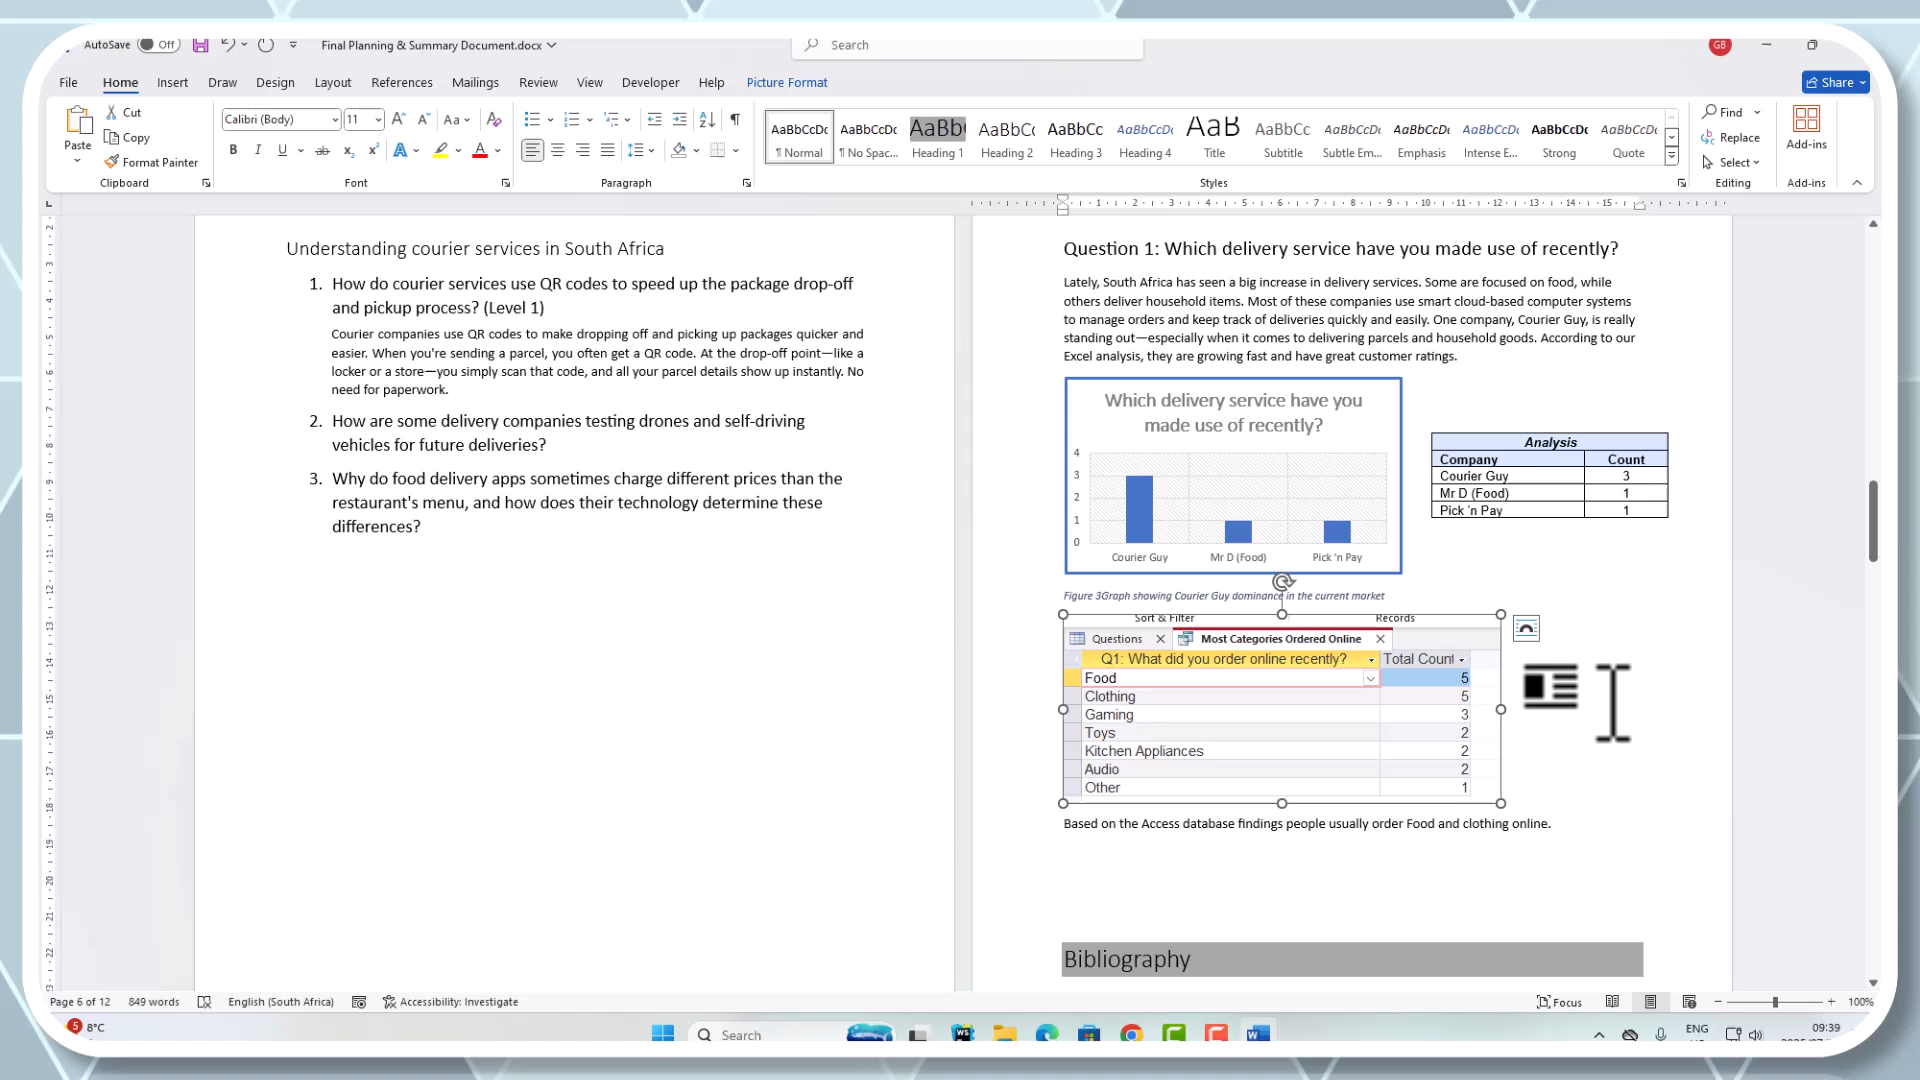 AutoSave Off Final Planning & Summary Document.docx Search GB
File Home Insert Draw Design Layout References Mailings Review View Developer Help Picture Format Share
Paste Cut Copy Format Painter
Clipboard
Calibri (Body) 11
Font
Paragraph
AaBbCcDc AaBbCcDc AaBb AaBbCc AaBbCc AaBbCcDc AaB AaBbCc AaBbCcDc AaBbCcDc AaBbCcDc AaBbCcDc AaBbCcDc
¶ Normal ¶ No Spac... Heading 1 Heading 2 Heading 3 Heading 4 Title Subtitle Subtle Em... Emphasis Intense E... Strong Quote
Styles
Find
Replace
Select
Editing
Add-ins
Add-ins
Understanding courier services in South Africa
1. How do courier services use QR codes to speed up the package drop-off
and pickup process? (Level 1)
Courier companies use QR codes to make dropping off and picking up packages quicker and
easier. When you're sending a parcel, you often get a QR code. At the drop-off point—like a
locker or a store—you simply scan that code, and all your parcel details show up instantly. No
need for paperwork.
2. How are some delivery companies testing drones and self-driving
vehicles for future deliveries?
3. Why do food delivery apps sometimes charge different prices than the
restaurant's menu, and how does their technology determine these
differences?
Question 1: Which delivery service have you made use of recently?
Lately, South Africa has seen a big increase in delivery services. Some are focused on food, while
others deliver household items. Most of these companies use smart cloud-based computer systems
to manage orders and keep track of deliveries quickly and easily. One company, Courier Guy, is really
standing out—especially when it comes to delivering parcels and household goods. According to our
Excel analysis, they are growing fast and have great customer ratings.
Which delivery service have you
made use of recently?
4
3
2
1
0
Courier Guy Mr D (Food) Pick 'n Pay
Analysis
Company Count
Courier Guy 3
Mr D (Food) 1
Pick 'n Pay 1
Figure 3Graph showing Courier Guy dominance in the current market
Sort & Filter Records
Questions Most Categories Ordered Online
Q1: What did you order online recently? Total Count
Food 5
Clothing 5
Gaming 3
Toys 2
Kitchen Appliances 2
Audio 2
Other 1
Based on the Access database findings people usually order Food and clothing online.
Bibliography
Page 6 of 12 849 words English (South Africa) Accessibility: Investigate Focus 100%
5 8°C Search ENG 09:39